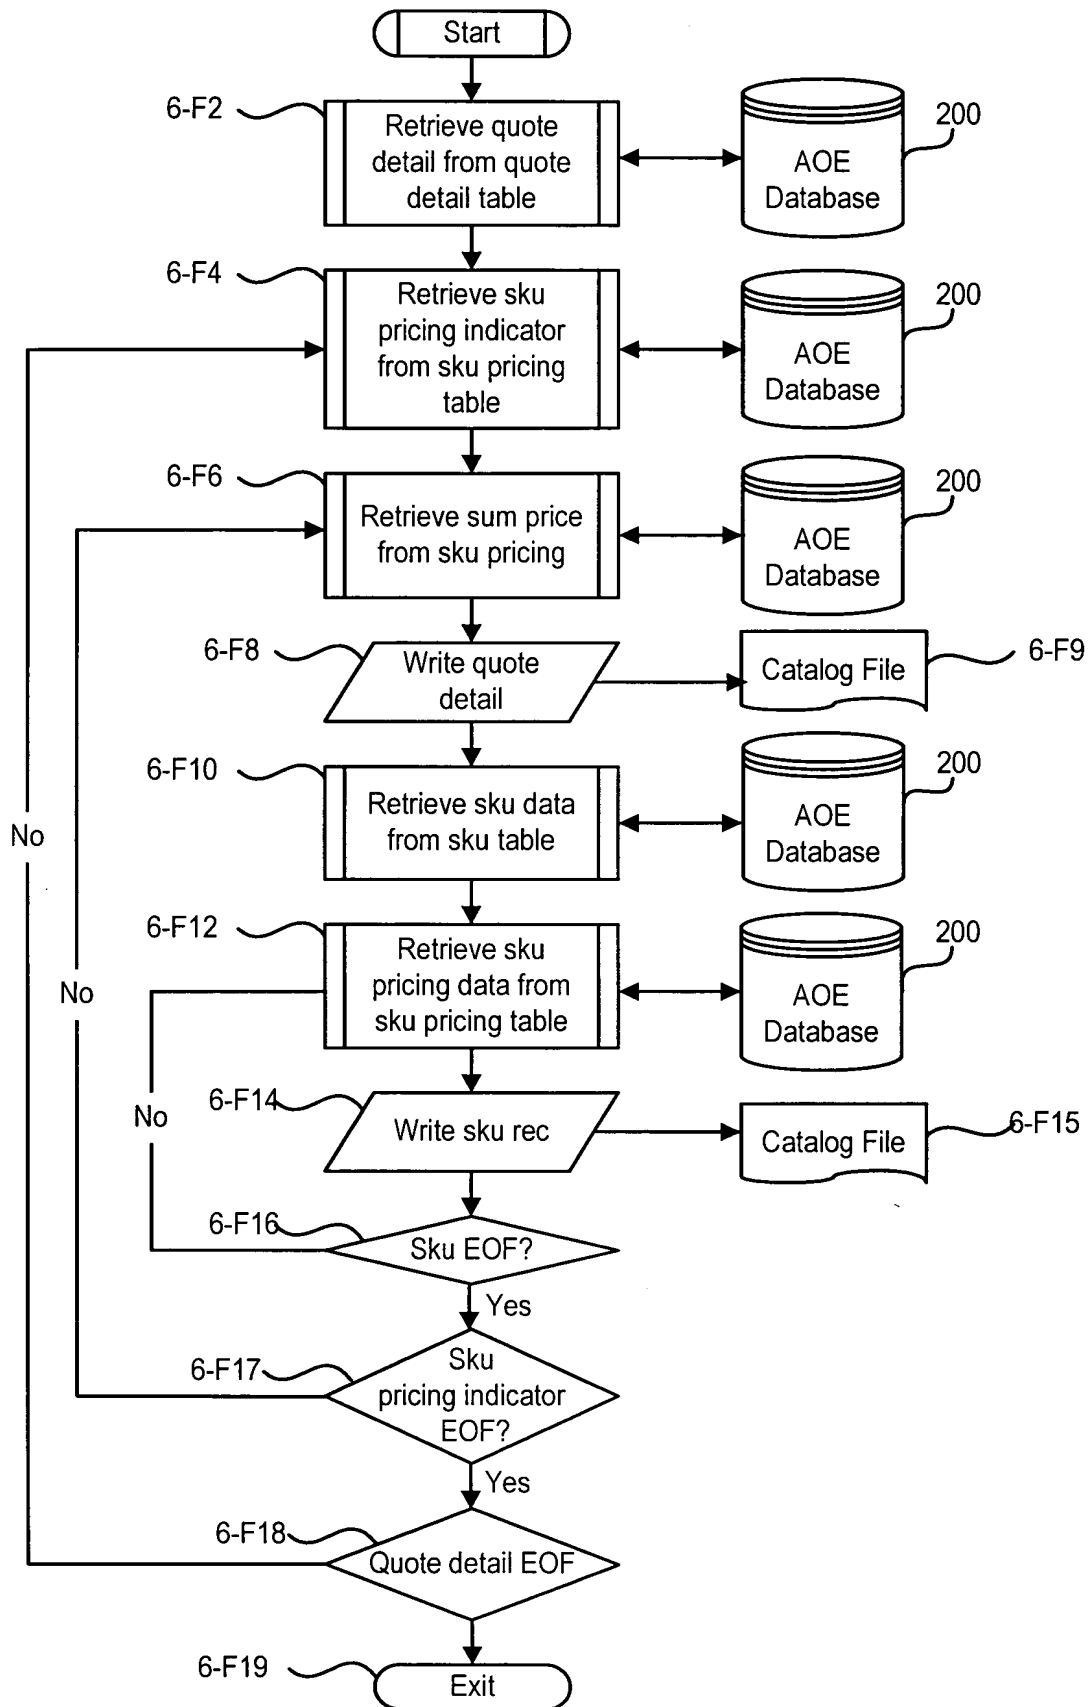 Start
6-F2
Retrieve quote
detail from quote
detail table
200
AOE
Database
6-F4
Retrieve sku
pricing indicator
from sku pricing
table
200
AOE
Database
6-F6
Retrieve sum price
from sku pricing
200
AOE
Database
6-F8
Write quote
detail
Catalog File
6-F9
6-F10
Retrieve sku data
from sku table
200
AOE
Database
No
6-F12
Retrieve sku
pricing data from
sku pricing table
200
AOE
Database
No
6-F14
Write sku rec
Catalog File
6-F15
No
6-F16
Sku EOF?
Yes
6-F17
Sku
pricing indicator
EOF?
Yes
6-F18
Quote detail EOF
6-F19
Exit